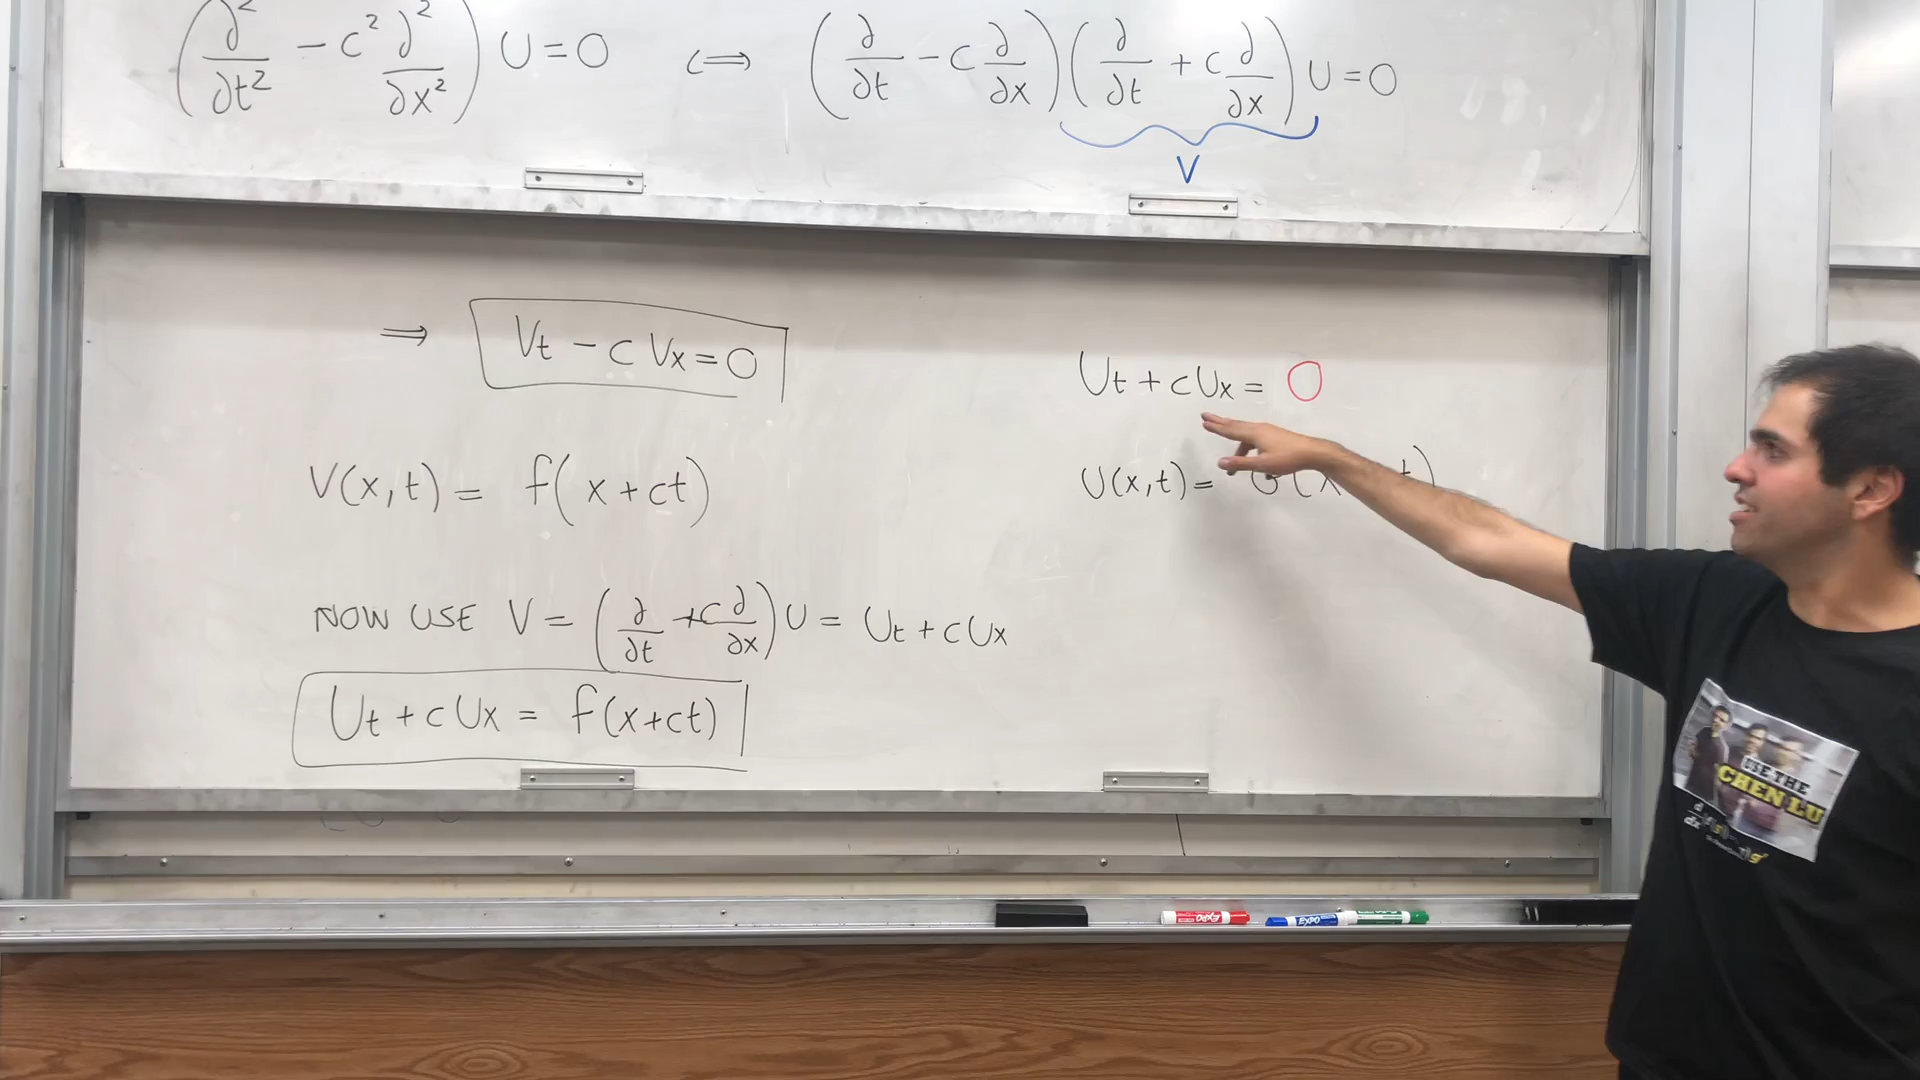 (∂²/∂t² - c² ∂²/∂x²) U = 0 ⟺ (∂/∂t - c ∂/∂x)(∂/∂t + c ∂/∂x) U = 0
V
⇒ Vt - c Vx = 0
Ut + c Ux = 0
V(x,t) = f(x+ct)
U(x,t) = G(x t)
NOW USE V = (∂/∂t + c ∂/∂x) U = Ut + c Ux
Ut + c Ux = f(x+ct)
USE THE
CHEN LU
EXPO
EXPO